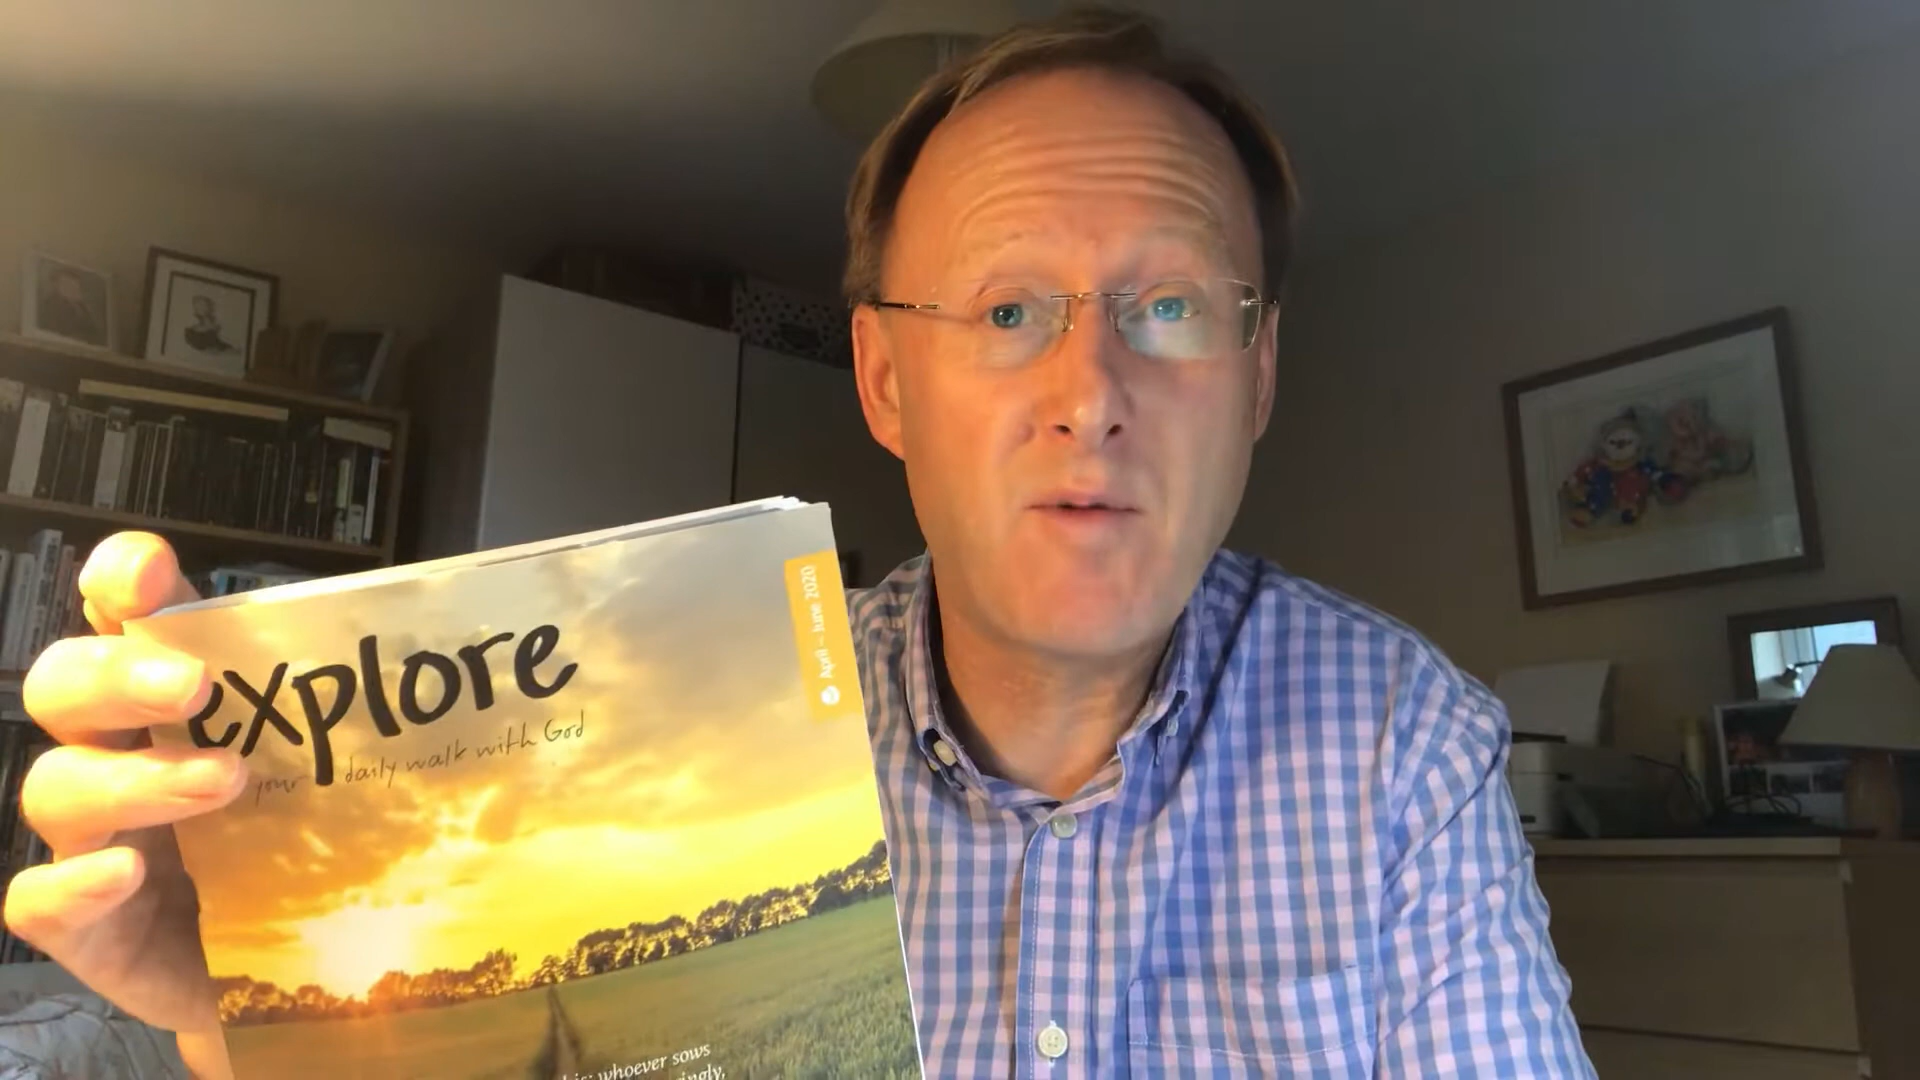 explore
your daily walk with God
April – June 2020
whoever sows